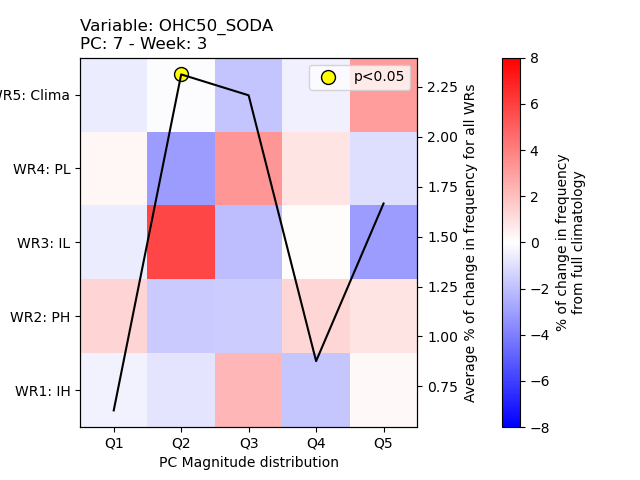 Variable: OHC50_SODA
PC: 7 - Week: 3
p<0.05
WR5: Clima
WR4: PL
WR3: IL
WR2: PH
WR1: IH
Q1 Q2 Q3 Q4 Q5
PC Magnitude distribution
2.25
2.00
1.75
1.50
1.25
1.00
0.75
Average % of change in frequency for all WRs
8
6
4
2
0
−2
−4
−6
−8
% of change in frequency
from full climatology